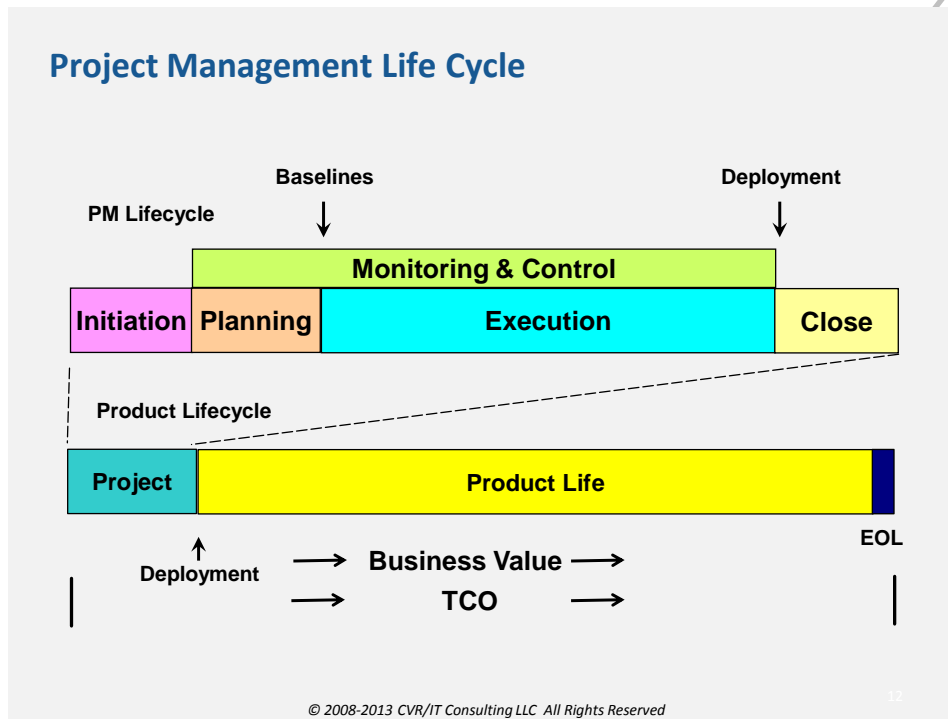 Project Management Life Cycle
Baselines
Deployment
PM Lifecycle
Monitoring & Control
Initiation
Planning
Execution
Close
Product Lifecycle
Project
Product Life
EOL
Deployment
Business Value
TCO
12
© 2008-2013 CVR/IT Consulting LLC All Rights Reserved